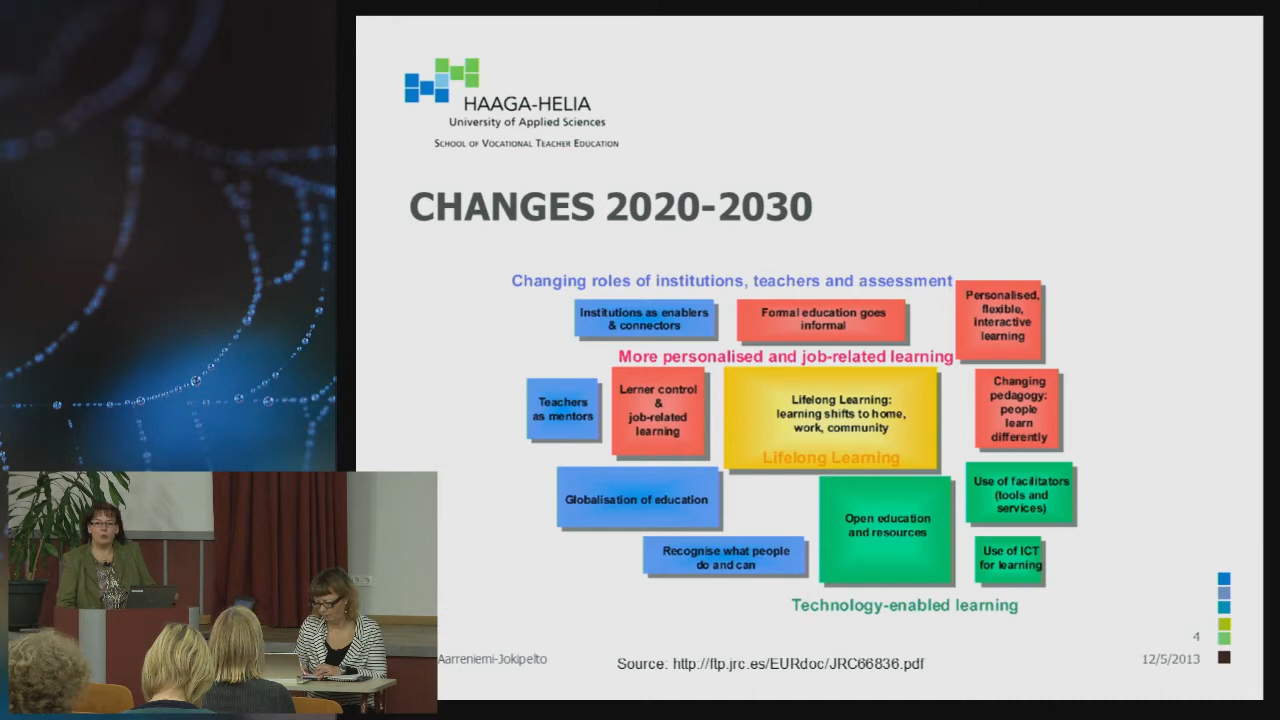 HAAGA-HELIA
University of Applied Sciences
SCHOOL OF VOCATIONAL TEACHER EDUCATION
CHANGES 2020-2030
Changing roles of institutions, teachers and assessment
Institutions as enablers
& connectors
Formal education goes
informal
Personalised,
flexible,
interactive
learning
More personalised and job-related learning
Teachers
as mentors
Lerner control
&
job-related
learning
Lifelong Learning:
learning shifts to home,
work, community
Lifelong Learning
Changing
pedagogy:
people
learn
differently
Globalisation of education
Open education
and resources
Use of facilitators
(tools and
services)
Recognise what people
do and can
Use of ICT
for learning
Technology-enabled learning
4
Aarreniemi-Jokipelto
Source: http://ftp.jrc.es/EURdoc/JRC66836.pdf
12/5/2013